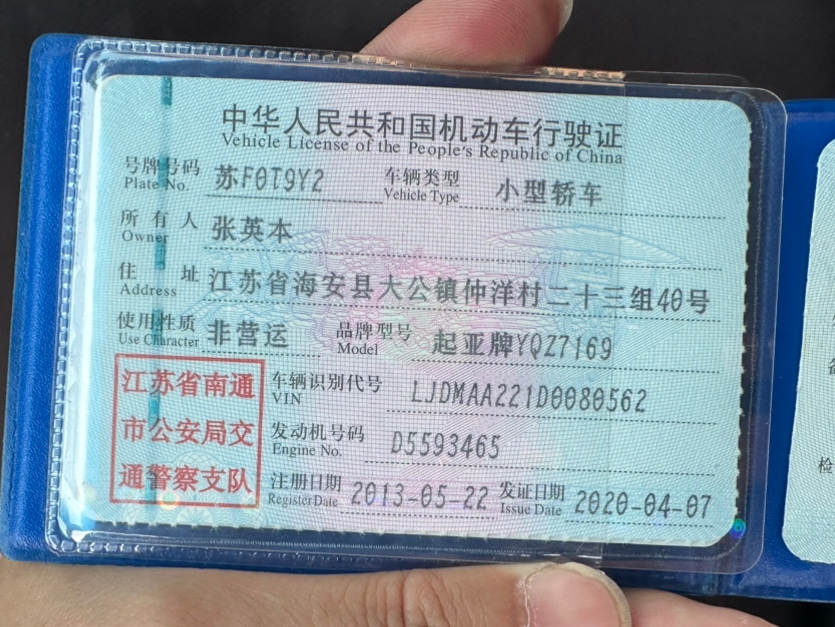 中华人民共和国机动车行驶证
Vehicle License of the People's Republic of China
号牌号码 Plate No. 苏F0T9Y2 车辆类型 Vehicle Type 小型轿车
所有人 Owner 张英本
住址 Address 江苏省海安县大公镇仲洋村二十三组40号
使用性质 Use Character 非营运 品牌型号 Model 起亚牌YQZ7169
江苏省南通
市公安局交
通警察支队
车辆识别代号 VIN LJDMAA221D0080562
发动机号码 Engine No. D5593465
注册日期 Register Date 2013-05-22 发证日期 Issue Date 2020-04-07
检